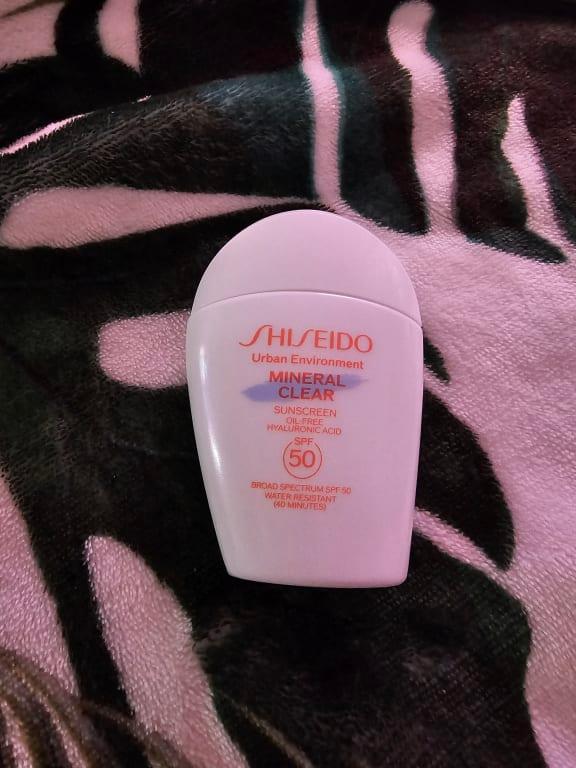 SHISEIDO
Urban Environment
MINERAL
CLEAR
SUNSCREEN
OIL-FREE
HYALURONIC ACID
SPF
50
BROAD SPECTRUM SPF 50
WATER RESISTANT
(40 MINUTES)